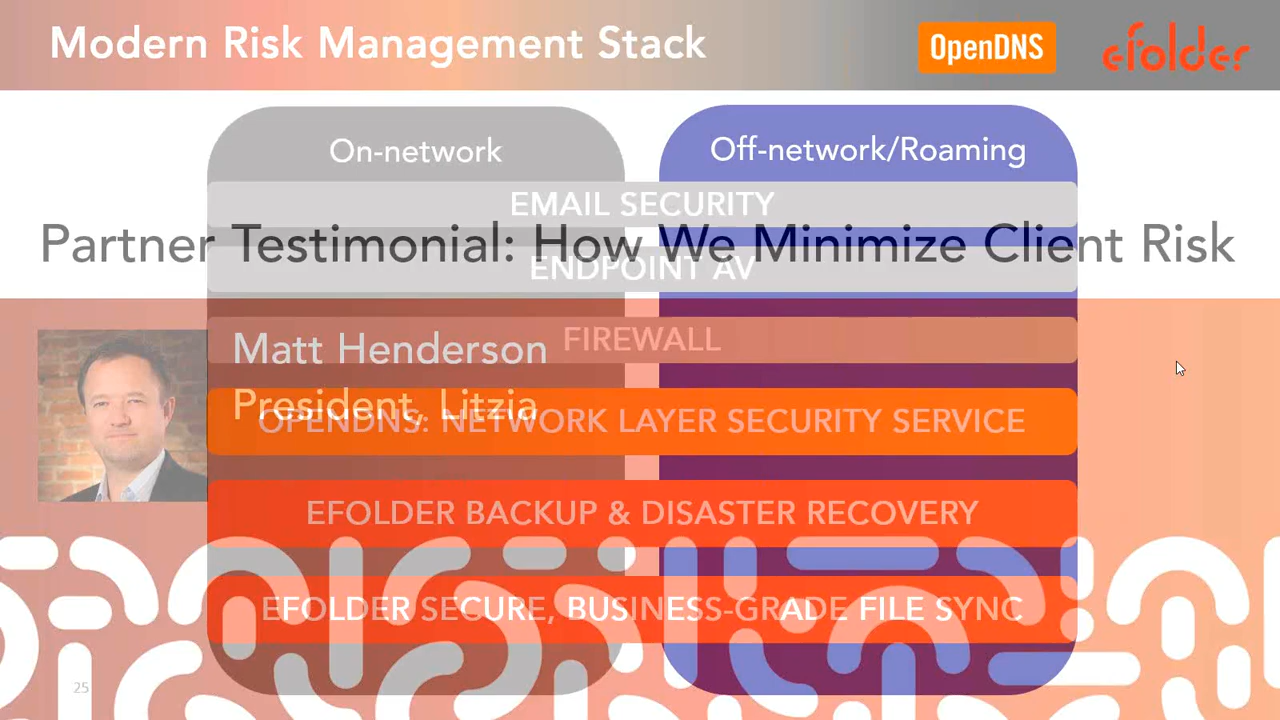 Modern Risk Management Stack
OpenDNS
efolder
On-network
Off-network/Roaming
EMAIL SECURITY
Partner Testimonial: How We Minimize Client Risk
ENDPOINT AV
FIREWALL
Matt Henderson
President, Litzia
OPENDNS: NETWORK LAYER SECURITY SERVICE
EFOLDER BACKUP & DISASTER RECOVERY
EFOLDER SECURE, BUSINESS-GRADE FILE SYNC
25